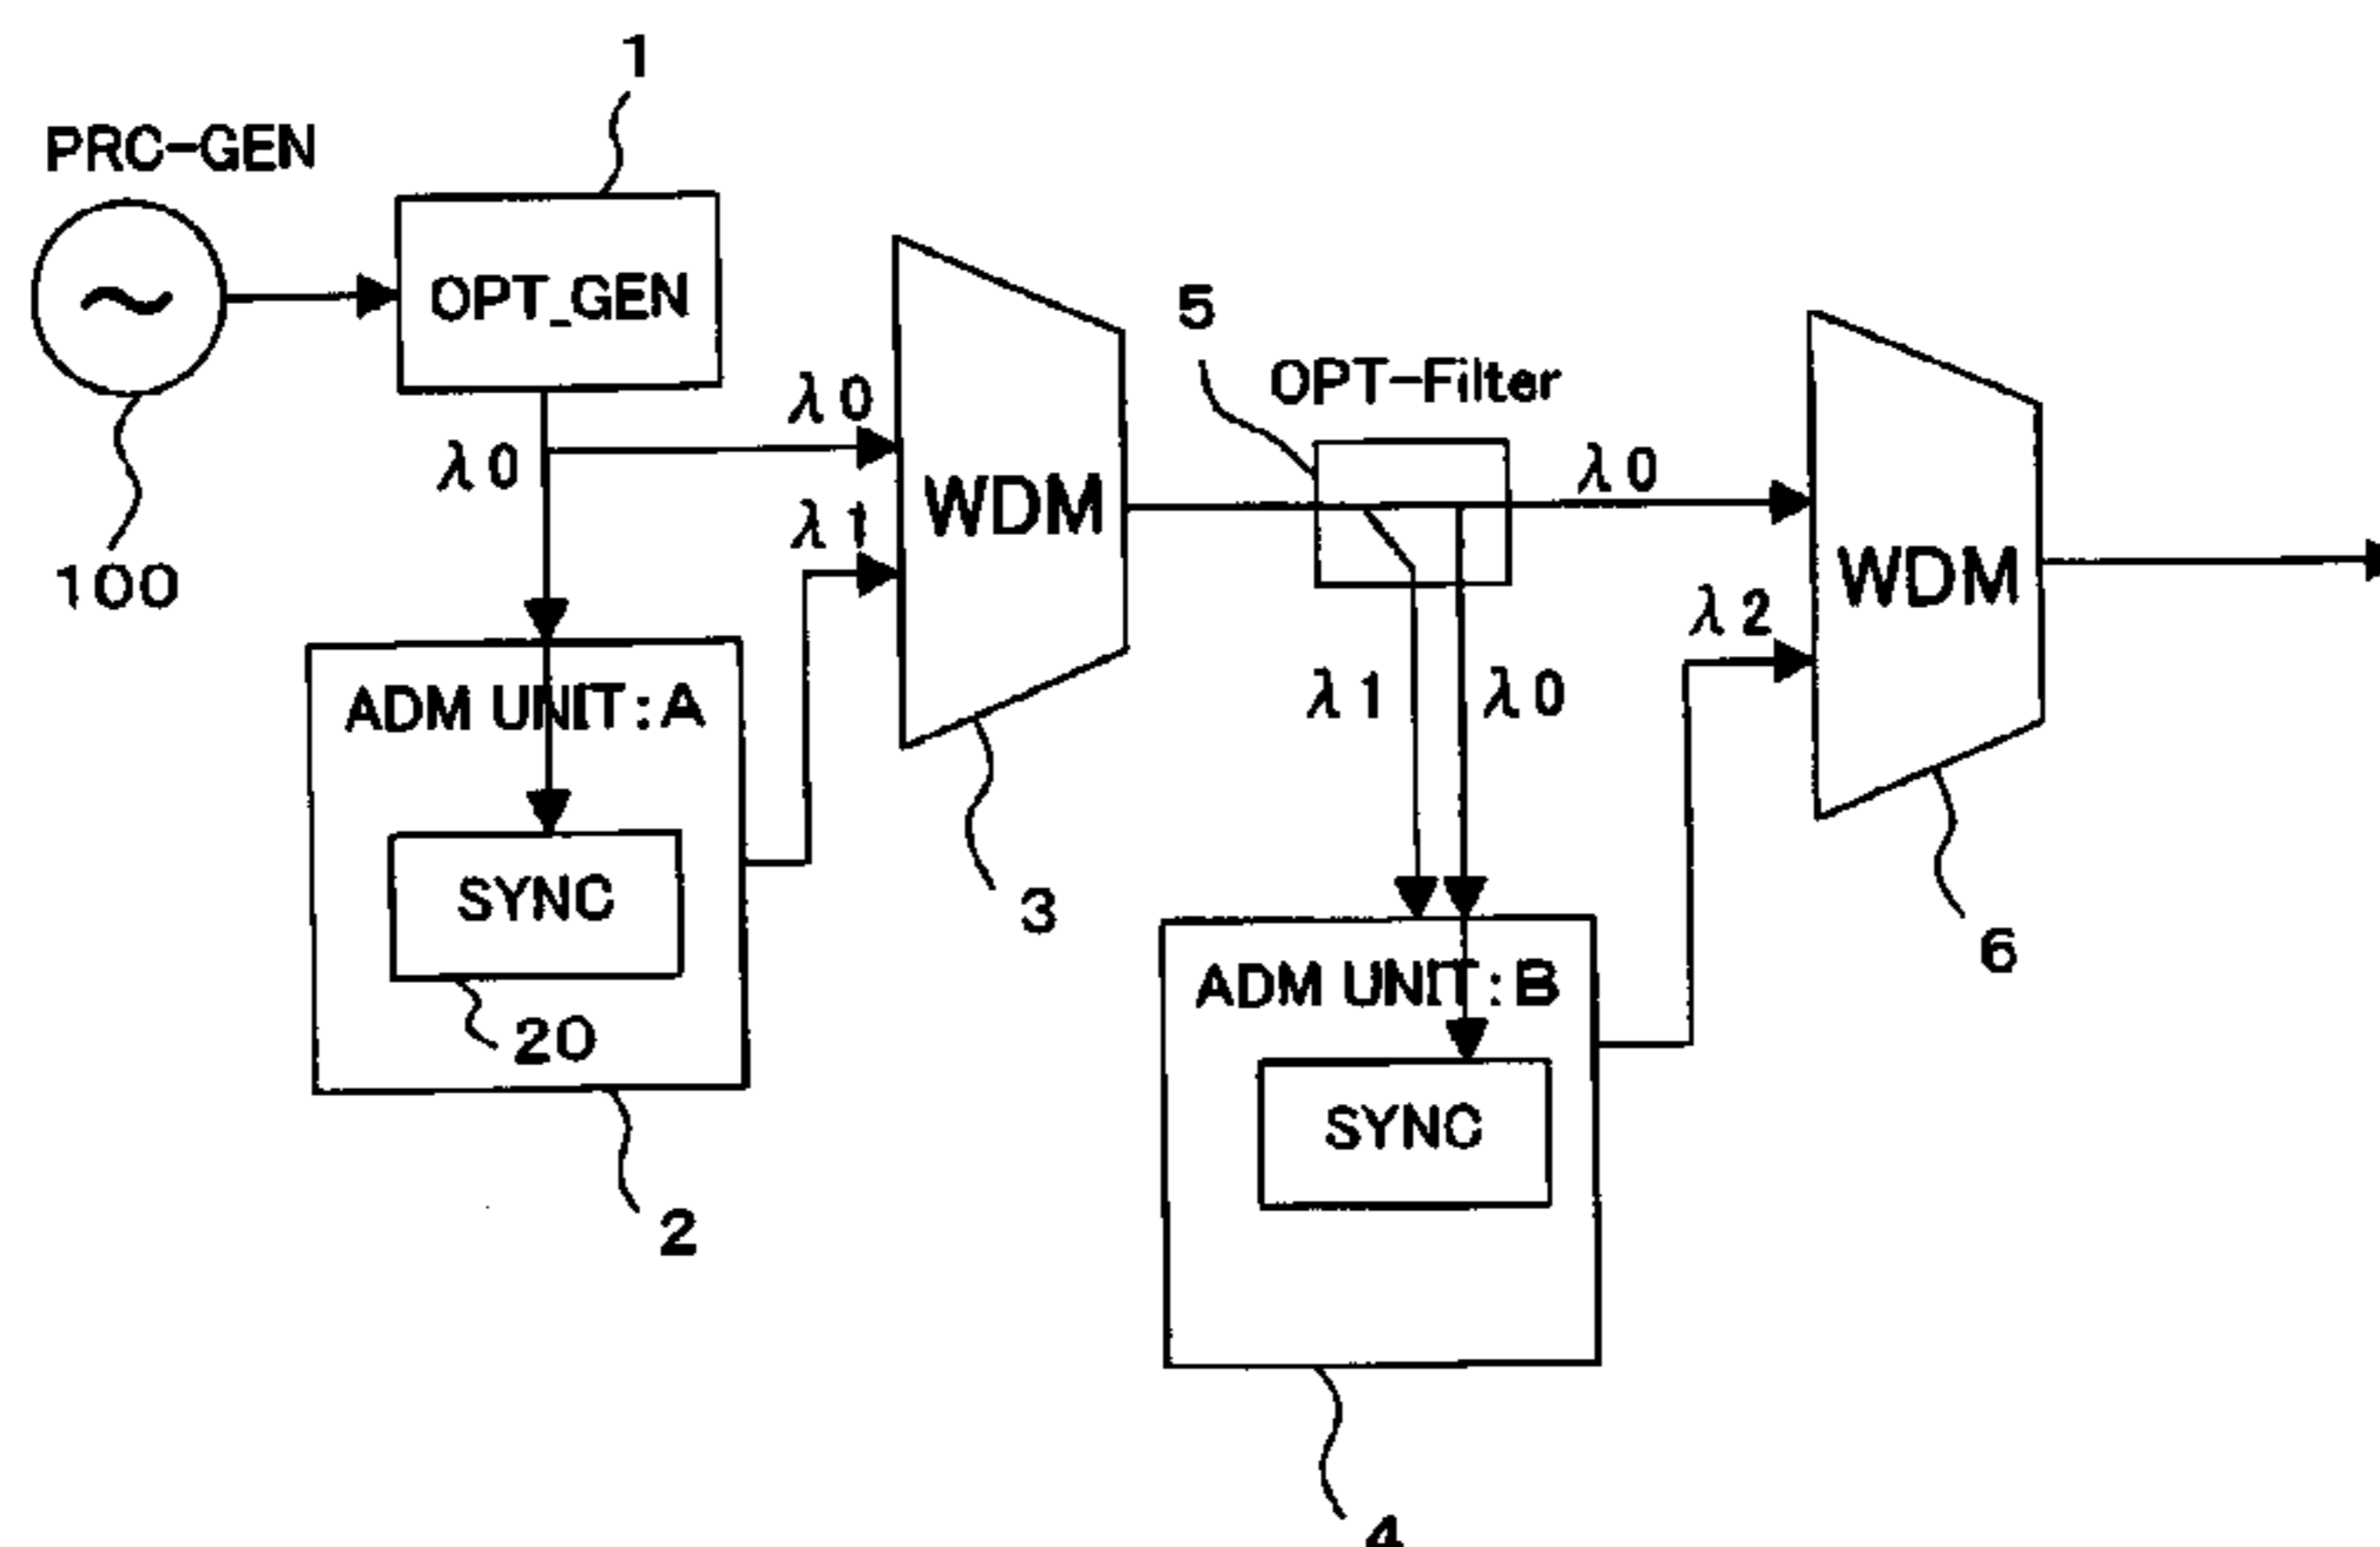 1
PRC-GEN
OPT_GEN
5
OPT-Filter
λ0
λ0
λ0
λ1
WDM
100
WDM
λ2
λ1
λ0
ADM UNIT:A
SYNC
3
6
20
ADM UNIT:B
SYNC
2
4